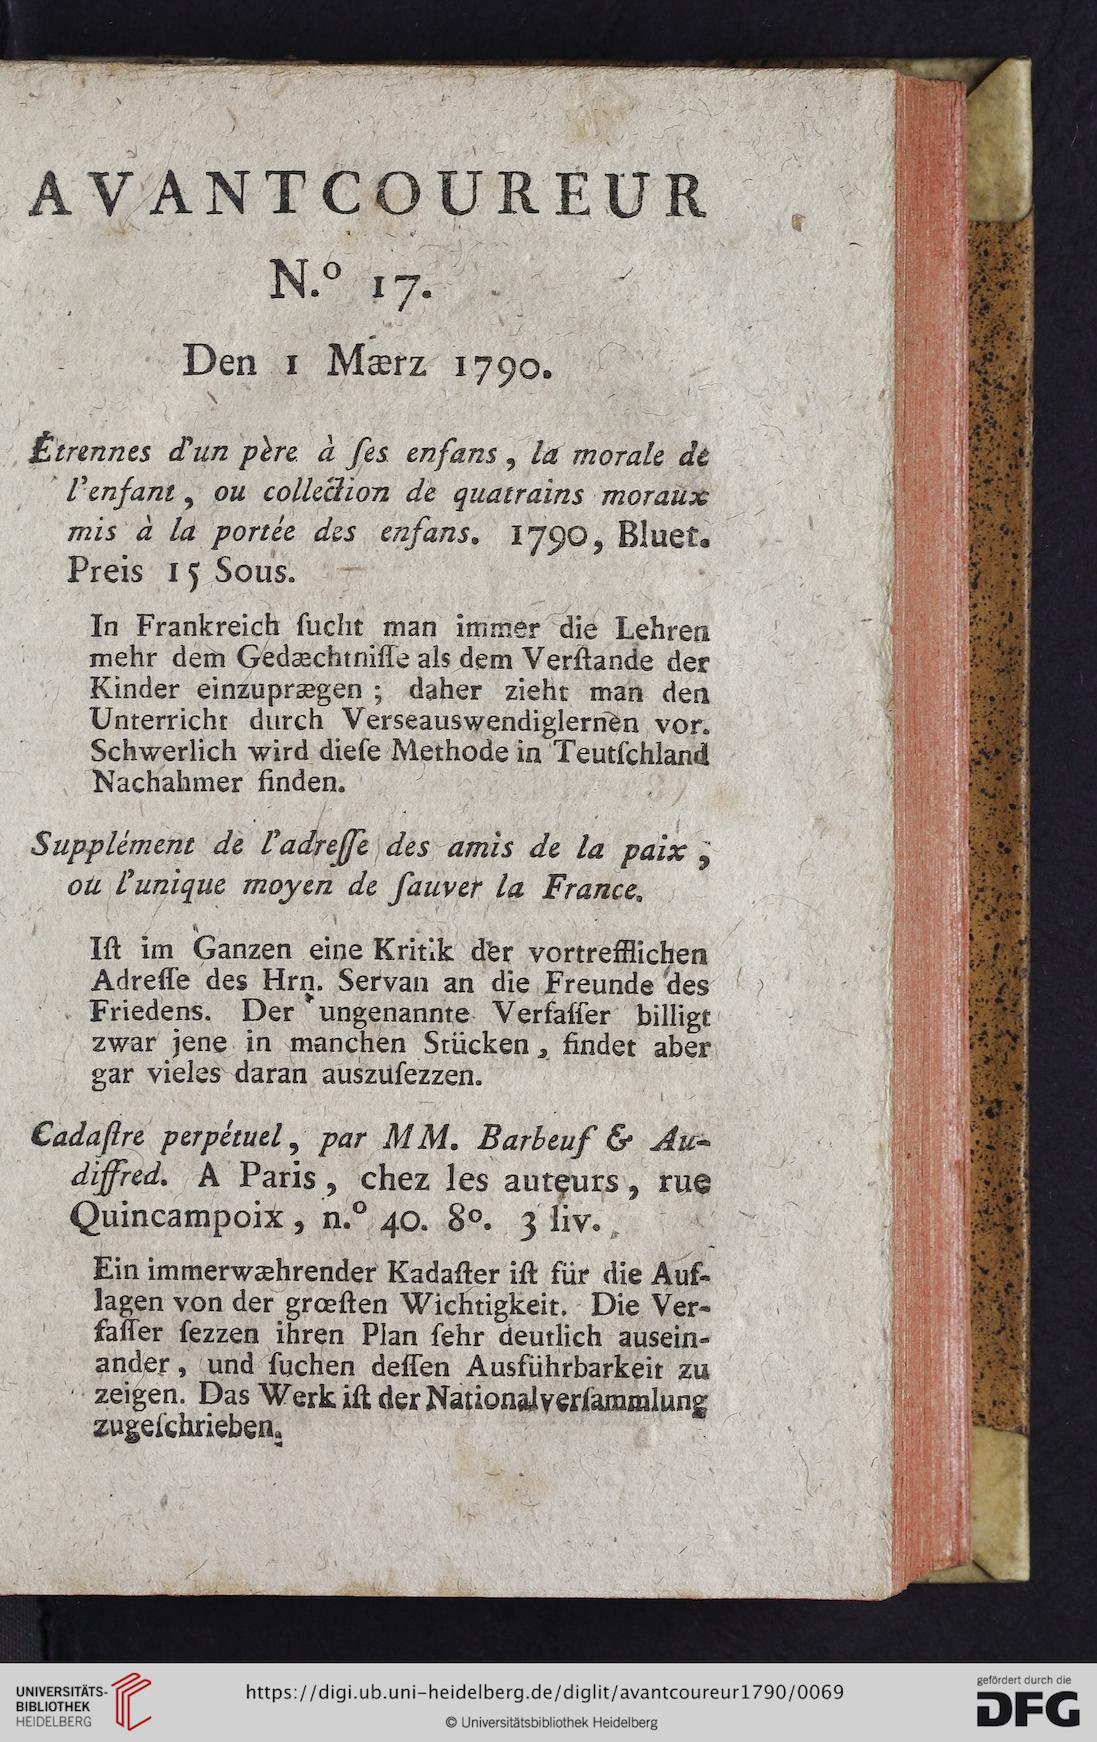 AVANTCOUREUR
N.° 17.
Den 1 Mærz 1790.
Étrennes d'un père à ſes enfans, la morale de
l'enfant, ou collection de quatrains moraux
mis à la portée des enfans. 1790, Bluet.
Preis 15 Sous.
In Frankreich ſucht man immer die Lehren
mehr dem Gedæchtniſſe als dem Verſtande der
Kinder einzuprægen; daher zieht man den
Unterricht durch Verseauswendiglernen vor.
Schwerlich wird dieſe Methode in Teutſchland
Nachahmer finden.
Supplément de l'adreſſe des amis de la paix,
ou l'unique moyen de ſauver la France.
Iſt im Ganzen eine Kritik der vortrefflichen
Adreſſe des Hrn. Servan an die Freunde des
Friedens. Der ungenannte Verfaſſer billigt
zwar jene in manchen Stücken, findet aber
gar vieles daran auszuſezzen.
Cadaſtre perpétuel, par MM. Barbeuf & Au-
diffred. A Paris, chez les auteurs, rue
Quincampoix, n.° 40. 8°. 3 liv.
Ein immerwæhrender Kadaſter iſt für die Auf-
lagen von der grœſten Wichtigkeit. Die Ver-
faſſer ſezzen ihren Plan ſehr deutlich ausein-
ander, und ſuchen deſſen Ausführbarkeit zu
zeigen. Das Werk iſt der Nationalverſammlung
zugeſchrieben.
UNIVERSITÄTS-
BIBLIOTHEK
HEIDELBERG
https://digi.ub.uni-heidelberg.de/diglit/avantcoureur1790/0069
© Universitätsbibliothek Heidelberg
gefördert durch die
DFG